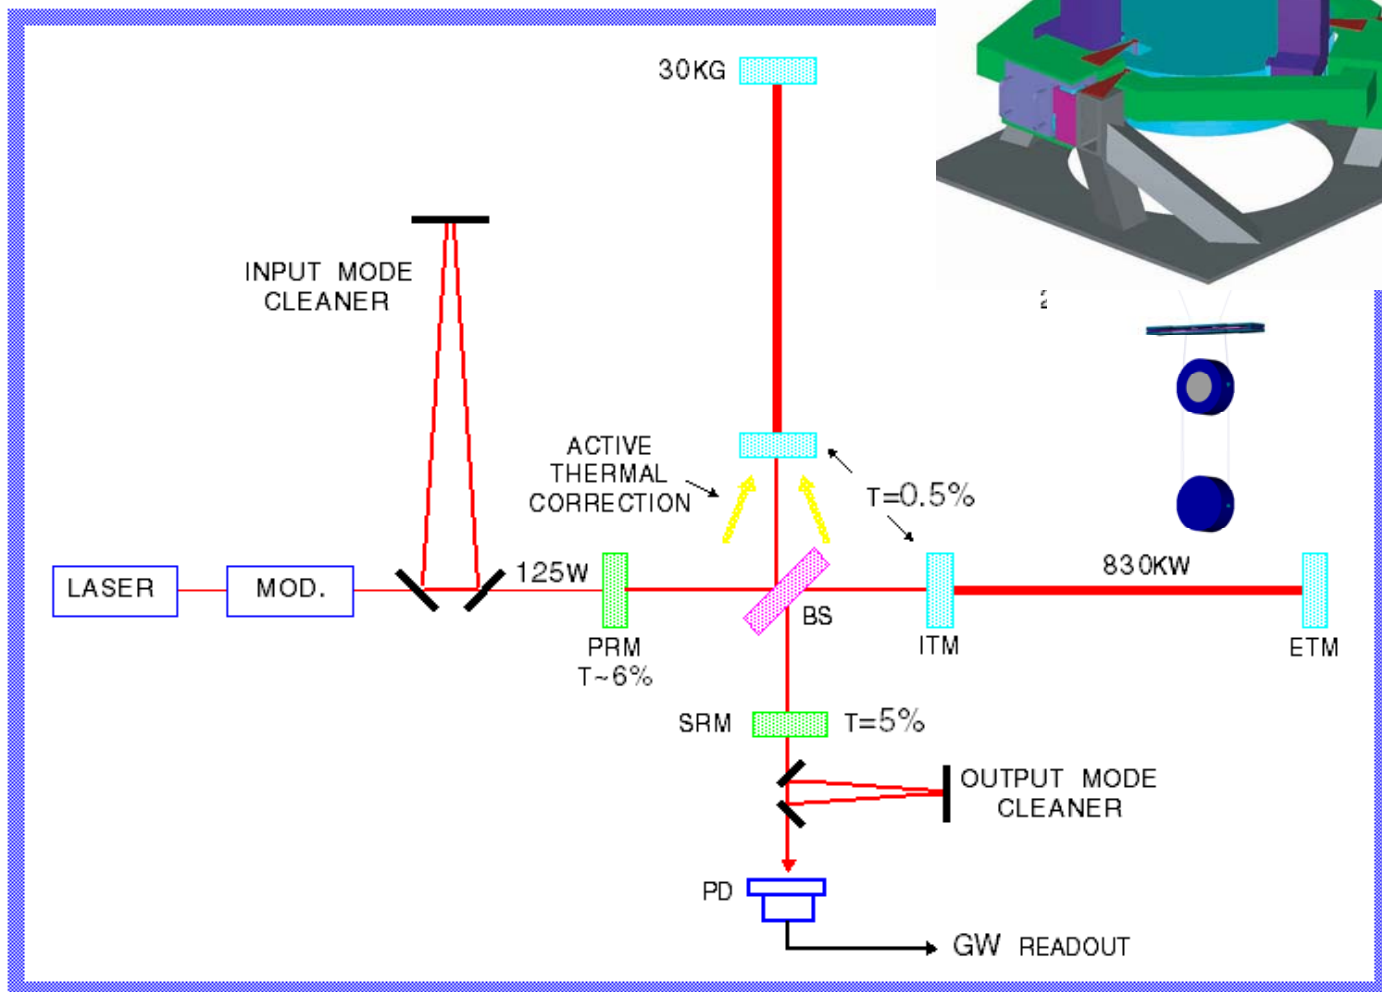 30KG
INPUT MODE
CLEANER
ACTIVE
THERMAL
CORRECTION
T=0.5%
LASER
MOD.
125W
830KW
BS
PRM
T~6%
ITM
ETM
SRM
T=5%
OUTPUT MODE
CLEANER
PD
GW READOUT